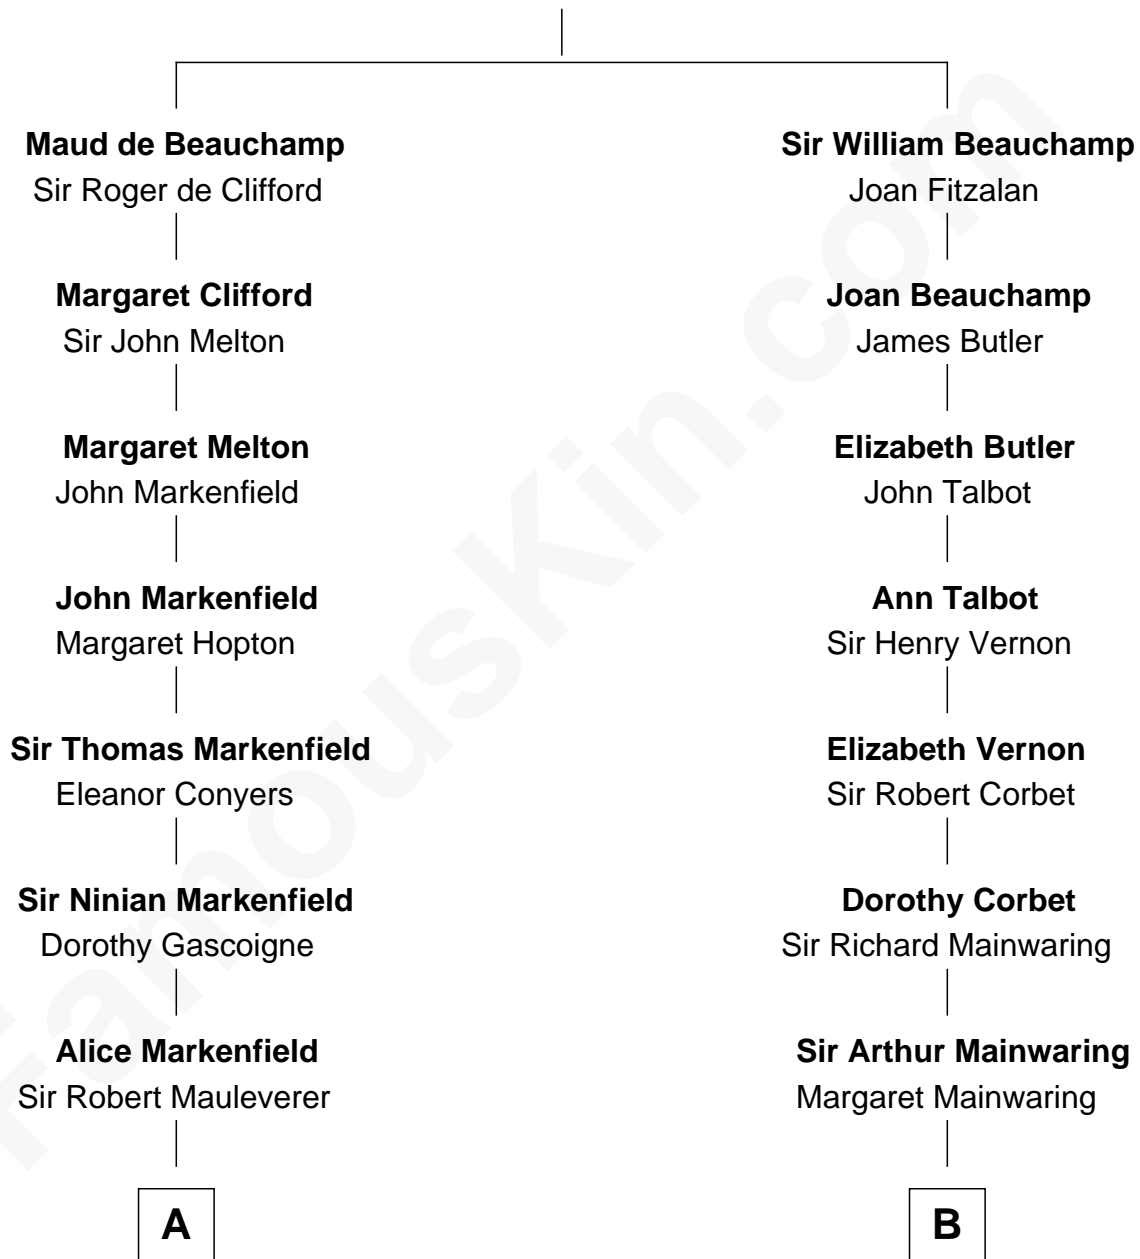 Maud de Beauchamp
Sir Roger de Clifford
Margaret Clifford
Sir John Melton
Margaret Melton
John Markenfield
John Markenfield
Margaret Hopton
Sir Thomas Markenfield
Eleanor Conyers
Sir Ninian Markenfield
Dorothy Gascoigne
Alice Markenfield
Sir Robert Mauleverer
A
Sir William Beauchamp
Joan Fitzalan
Joan Beauchamp
James Butler
Elizabeth Butler
John Talbot
Ann Talbot
Sir Henry Vernon
Elizabeth Vernon
Sir Robert Corbet
Dorothy Corbet
Sir Richard Mainwaring
Sir Arthur Mainwaring
Margaret Mainwaring
B
FamousKin.com